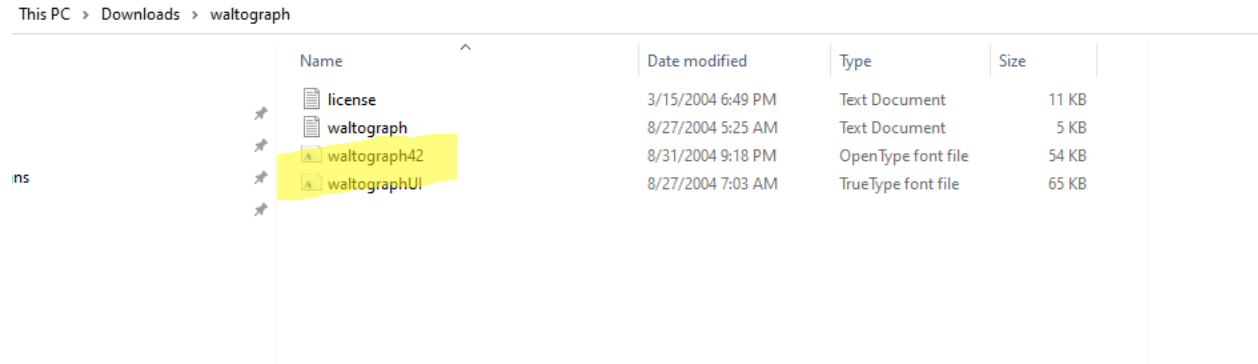 This PC > Downloads > waltograph
Name Date modified Type Size
license 3/15/2004 6:49 PM Text Document 11 KB
waltograph 8/27/2004 5:25 AM Text Document 5 KB
waltograph42 8/31/2004 9:18 PM OpenType font file 54 KB
ns waltographUI 8/27/2004 7:03 AM TrueType font file 65 KB